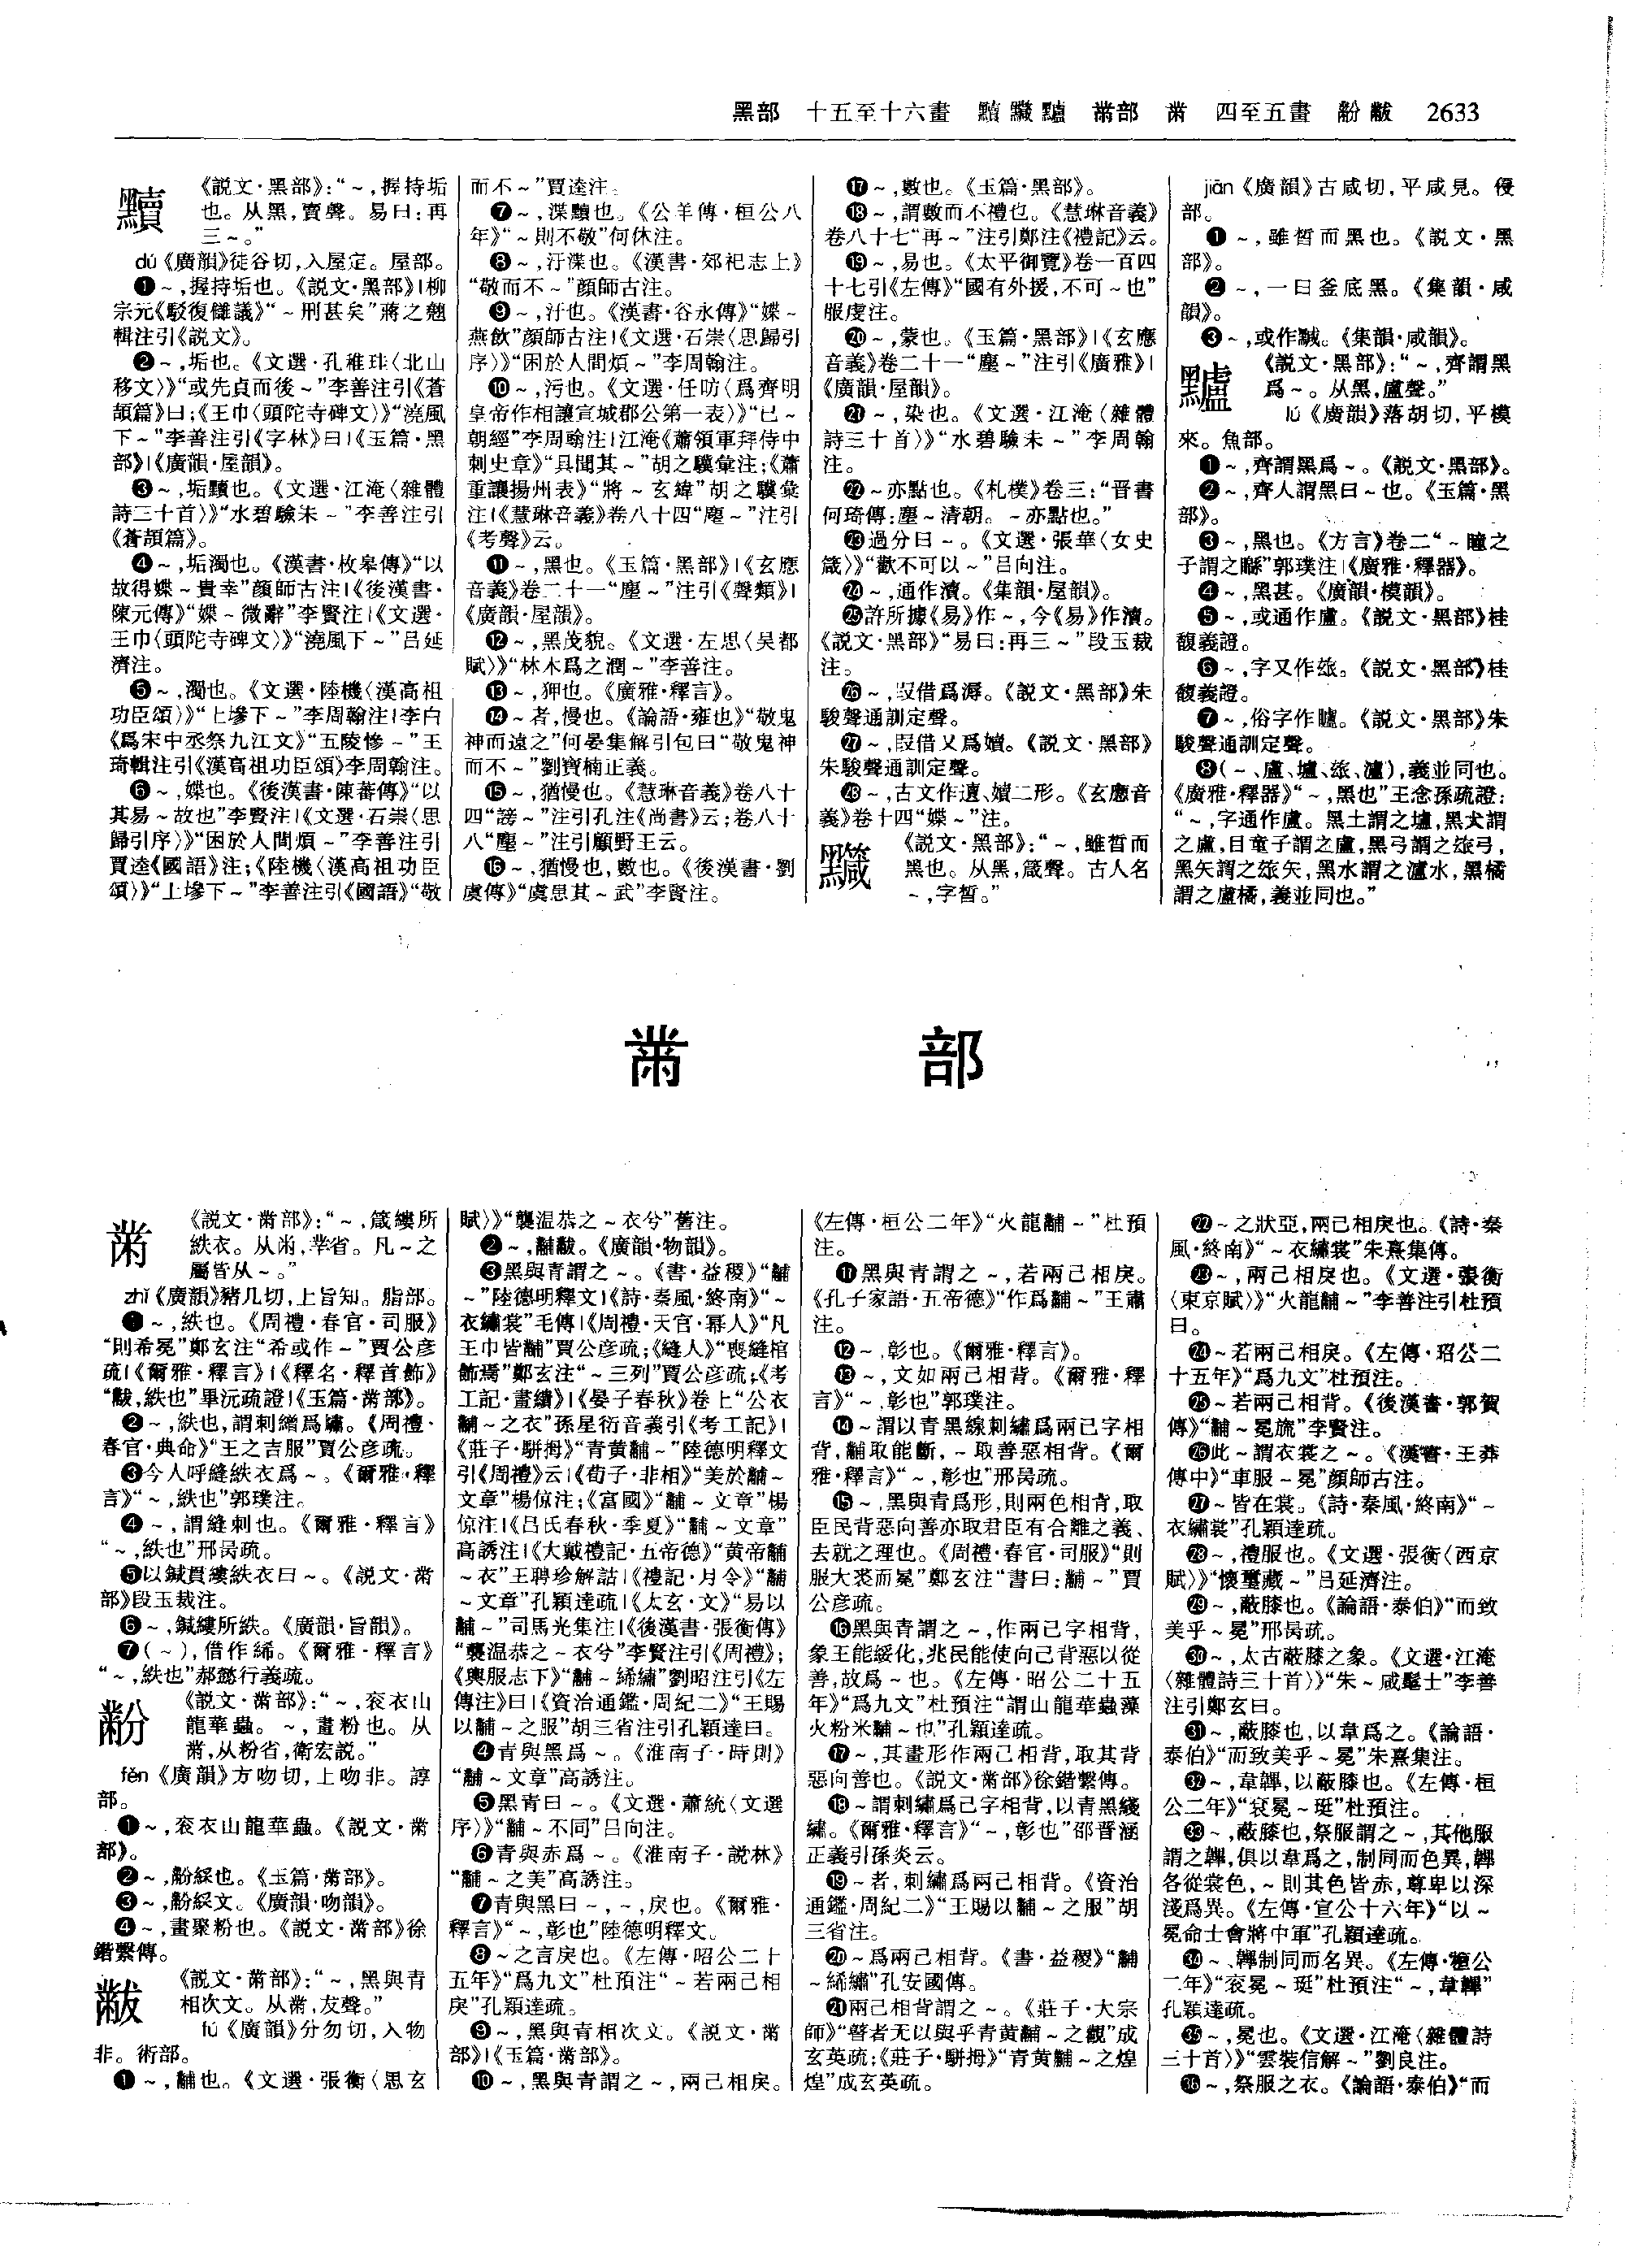 黑部 十五至十六畫 黷黬黸 黹部 黹 四至五畫 黺黻 2633
黷
《説文·黑部》：“～，握持垢
也。从黑，賣聲。易曰：再
三～。”
dú《廣韻》徒谷切，入屋定。屋部。
❶～，握持垢也。《説文·黑部》|柳
宗元《駁復讎議》“～刑甚矣”蔣之翹
輯注引《説文》。
❷～，垢也。《文選·孔稚珪〈北山
移文〉》“或先貞而後～”李善注引《蒼
頡篇》曰；《王巾〈頭陀寺碑文〉》“澆風
下～”李善注引《字林》曰|《玉篇·黑
部》|《廣韻·屋韻》。
❸～，垢黷也。《文選·江淹〈雜體
詩三十首〉》“水碧驗未～”李善注引
《蒼頡篇》。
❹～，垢濁也。《漢書·枚皋傳》“以
故得媟～貴幸”顔師古注|《後漢書·
陳元傳》“媟～微辭”李賢注|《文選·
王巾〈頭陀寺碑文〉》“澆風下～”吕延
濟注。
❺～，濁也。《文選·陸機〈漢高祖
功臣頌〉》“上墋下～”李周翰注|李白
《爲宋中丞祭九江文》“五陵慘～”王
琦輯注引《漢高祖功臣頌》李周翰注。
❻～，媟也。《後漢書·陳蕃傳》“以
其易～故也”李賢注|《文選·石崇〈思
歸引序〉》“困於人間煩～”李善注引
賈逵《國語》注；《陸機〈漢高祖功臣
頌〉》“上墋下～”李善注引《國語》“敬
而不～”賈逵注。
❼～，渫黷也。《公羊傳·桓公八
年》“～則不敬”何休注。
❽～，汙渫也。《漢書·郊祀志上》
“敬而不～”顔師古注。
❾～，汙也。《漢書·谷永傳》“媟～
燕飲”顔師古注|《文選·石崇〈思歸引
序〉》“困於人間煩～”李周翰注。
❿～，污也。《文選·任昉〈爲齊明
皇帝作相讓宣城郡公第一表〉》“已～
朝經”李周翰注|江淹《蕭領軍拜侍中
刺史章》“具聞其～”胡之驥彙注；《蕭
重讓揚州表》“將～玄緯”胡之驥彙
注|《慧琳音義》卷八十四“塵～”注引
《考聲》云。
⓫～，黑也。《玉篇·黑部》|《玄應
音義》卷二十一“塵～”注引《聲類》|
《廣韻·屋韻》。
⓬～，黑茂貌。《文選·左思〈吴都
賦〉》“林木爲之潤～”李善注。
⓭～，狎也。《廣雅·釋言》。
⓮～者，慢也。《論語·雍也》“敬鬼
神而遠之”何晏集解引包曰“敬鬼神
而不～”劉寶楠正義。
⓯～，猶慢也。《慧琳音義》卷八十
四“謗～”注引孔注《尚書》云；卷八十
八“塵～”注引顧野王云。
⓰～，猶慢也，數也。《後漢書·劉
虞傳》“虞患其～武”李賢注。
⓱～，數也。《玉篇·黑部》。
⓲～，謂數而不禮也。《慧琳音義》
卷八十七“再～”注引鄭注《禮記》云。
⓳～，易也。《太平御覽》卷一百四
十七引《左傳》“國有外援，不可～也”
服虔注。
⓴～，蒙也。《玉篇·黑部》|《玄應
音義》卷二十一“塵～”注引《廣雅》|
《廣韻·屋韻》。
㉑～，染也。《文選·江淹〈雜體
詩三十首〉》“水碧驗未～”李周翰
注。
㉒～亦點也。《札樸》卷三：“晋書
何琦傳：塵～清朝。～亦點也。”
㉓過分曰～。《文選·張華〈女史
箴〉》“歡不可以～”吕向注。
㉔～，通作瀆。《集韻·屋韻》。
㉕許所據《易》作～，今《易》作瀆。
《説文·黑部》“易曰：再三～”段玉裁
注。
㉖～，叚借爲溽。《説文·黑部》朱
駿聲通訓定聲。
㉗～，叚借又爲嬻。《説文·黑部》
朱駿聲通訓定聲。
㉘～，古文作遺、嬻二形。《玄應音
義》卷十四“媟～”注。
《説文·黑部》：“～，雖晳而
黑也。从黑，箴聲。古人名
～，字晳。”
jiān《廣韻》古咸切，平咸見。侵
部。
❶～，雖晳而黑也。《説文·黑
部》。
❷～，一曰釜底黑。《集韻·咸
韻》。
❸～，或作黬。《集韻·咸韻》。
黸
《説文·黑部》：“～，齊謂黑
爲～。从黑，盧聲。”
lú《廣韻》落胡切，平模
來。魚部。
❶～，齊謂黑爲～。《説文·黑部》。
❷～，齊人謂黑曰～也。《玉篇·黑
部》。
❸～，黑也。《方言》卷二“～瞳之
子謂之䀎”郭璞注|《廣雅·釋器》。
❹～，黑甚。《廣韻·模韻》。
❺～，或通作盧。《説文·黑部》桂
馥義證。
❻～，字又作玈。《説文·黑部》桂
馥義證。
❼～，俗字作矑。《説文·黑部》朱
駿聲通訓定聲。
❽(～、盧、壚、玈、瀘)，義並同也。
《廣雅·釋器》“～，黑也”王念孫疏證：
“～，字通作盧。黑土謂之壚，黑犬謂
之盧，目童子謂之盧，黑弓謂之玈弓，
黑矢謂之玈矢，黑水謂之瀘水，黑橘
謂之盧橘，義並同也。”
黹 部
黹
《説文·黹部》：“～，箴縷所
紩衣。从㡀，丵省。凡～之
屬皆从～。”
zhǐ《廣韻》豬几切，上旨知。脂部。
❶～，紩也。《周禮·春官·司服》
“則希冕”鄭玄注“希或作～”賈公彦
疏|《爾雅·釋言》|《釋名·釋首飾》
“黻，紩也”畢沅疏證|《玉篇·黹部》。
❷～，紩也，謂刺繒爲繡。《周禮·
春官·典命》“王之吉服”賈公彦疏。
❸今人呼縫紩衣爲～。《爾雅·釋
言》“～，紩也”郭璞注。
❹～，謂縫刺也。《爾雅·釋言》
“～，紩也”邢昺疏。
❺以鍼貫縷紩衣曰～。《説文·黹
部》段玉裁注。
❻～，鍼縷所紩。《廣韻·旨韻》。
❼(～)，借作絺。《爾雅·釋言》
“～，紩也”郝懿行義疏。
黺
《説文·黹部》：“～，衮衣山
龍華蟲。～，畫粉也。从
黹，从粉省，衛宏説。”
fěn《廣韻》方吻切，上吻非。諄
部。
❶～，衮衣山龍華蟲。《説文·黹
部》。
❷～，黺綵也。《玉篇·黹部》。
❸～，黺綵文。《廣韻·吻韻》。
❹～，畫聚粉也。《説文·黹部》徐
鍇繫傳。
黻
《説文·黹部》：“～，黑與青
相次文。从黹，犮聲。”
fú《廣韻》分勿切，入物
非。術部。
❶～，黼也。《文選·張衡〈思玄
賦〉》“襲温恭之～衣兮”舊注。
❷～，黼黻。《廣韻·物韻》。
❸黑與青謂之～。《書·益稷》“黼
～”陸德明釋文|《詩·秦風·終南》“～
衣繡裳”毛傳|《周禮·天官·冪人》“凡
王巾皆黼”賈公彦疏；《縫人》“喪縫棺
飾焉”鄭玄注“～三列”賈公彦疏；《考
工記·畫繢》|《晏子春秋》卷上“公衣
黼～之衣”孫星衍音義引《考工記》|
《莊子·駢拇》“青黄黼～”陸德明釋文
引《周禮》云|《荀子·非相》“美於黼～
文章”楊倞注；《富國》“黼～文章”楊
倞注|《吕氏春秋·季夏》“黼～文章”
高誘注|《大戴禮記·五帝德》“黄帝黼
～衣”王聘珍解詁|《禮記·月令》“黼
～文章”孔穎達疏|《太玄·文》“易以
黼～”司馬光集注|《後漢書·張衡傳》
“襲温恭之～衣兮”李賢注引《周禮》；
《輿服志下》“黼～絺繡”劉昭注引《左
傳注》曰|《資治通鑑·周紀二》“王賜
以黼～之服”胡三省注引孔穎達曰。
❹青與黑爲～。《淮南子·時則》
“黼～文章”高誘注。
❺黑青曰～。《文選·蕭統〈文選
序〉》“黼～不同”吕向注。
❻青與赤爲～。《淮南子·説林》
“黼～之美”高誘注。
❼青與黑曰～，～，戾也。《爾雅·
釋言》“～，彰也”陸德明釋文。
❽～之言戾也。《左傳·昭公二十
五年》“爲九文”杜預注“～若兩己相
戾”孔穎達疏。
❾～，黑與青相次文。《説文·黹
部》|《玉篇·黹部》。
❿～，黑與青謂之～，兩己相戾。
《左傳·桓公二年》“火龍黼～”杜預
注。
⓫黑與青謂之～，若兩己相戾。
《孔子家語·五帝德》“作爲黼～”王肅
注。
⓬～，彰也。《爾雅·釋言》。
⓭～，文如兩己相背。《爾雅·釋
言》“～，彰也”郭璞注。
⓮～謂以青黑線刺繡爲兩己字相
背，黼取能斷，～取善惡相背。《爾
雅·釋言》“～，彰也”邢昺疏。
⓯～，黑與青爲形，則兩色相背，取
臣民背惡向善亦取君臣有合離之義、
去就之理也。《周禮·春官·司服》“則
服大裘而冕”鄭玄注“書曰：黼～”賈
公彦疏。
⓰黑與青謂之～，作兩己字相背，
象王能綏化，兆民能使向己背惡以從
善，故爲～也。《左傳·昭公二十五
年》“爲九文”杜預注“謂山龍華蟲藻
火粉米黼～也”孔穎達疏。
⓱～，其畫形作兩己相背，取其背
惡向善也。《説文·黹部》徐鍇繫傳。
⓲～謂刺繡爲己字相背，以青黑綫
繡。《爾雅·釋言》“～，彰也”邵晋涵
正義引孫炎云。
⓳～者，刺繡爲兩己相背。《資治
通鑑·周紀二》“王賜以黼～之服”胡
三省注。
⓴～爲兩己相背。《書·益稷》“黼
～絺繡”孔安國傳。
㉑兩己相背謂之～。《莊子·大宗
師》“瞽者无以與乎青黄黼～之觀”成
玄英疏；《莊子·駢拇》“青黄黼～之煌
煌”成玄英疏。
㉒～之狀亞，兩己相戾也。《詩·秦
風·終南》“～衣繡裳”朱熹集傳。
㉓～，兩己相戾也。《文選·張衡
〈東京賦〉》“火龍黼～”李善注引杜預
曰。
㉔～若兩己相戾。《左傳·昭公二
十五年》“爲九文”杜預注。
㉕～若兩己相背。《後漢書·郭賀
傳》“黼～冕旒”李賢注。
㉖此～謂衣裳之～。《漢書·王莽
傳中》“車服～冕”顔師古注。
㉗～皆在裳。《詩·秦風·終南》“～
衣繡裳”孔穎達疏。
㉘～，禮服也。《文選·張衡〈西京
賦〉》“懷璽藏～”吕延濟注。
㉙～，蔽膝也。《論語·泰伯》“而致
美乎～冕”邢昺疏。
㉚～，太古蔽膝之象。《文選·江淹
〈雜體詩三十首〉》“朱～咸髦士”李善
注引鄭玄曰。
㉛～，蔽膝也，以韋爲之。《論語·
泰伯》“而致美乎～冕”朱熹集注。
㉜～，韋韠，以蔽膝也。《左傳·桓
公二年》“衮冕～珽”杜預注。
㉝～，蔽膝也，祭服謂之～，其他服
謂之韠，俱以韋爲之，制同而色異，韠
各從裳色，～則其色皆赤，尊卑以深
淺爲異。《左傳·宣公十六年》“以～
冕命士會將中軍”孔穎達疏。
㉞～、韠制同而名異。《左傳·桓公
二年》“衮冕～珽”杜預注“～，韋韠”
孔穎達疏。
㉟～，冕也。《文選·江淹〈雜體詩
三十首〉》“雲裝信解～”劉良注。
㊱～，祭服之衣。《論語·泰伯》“而